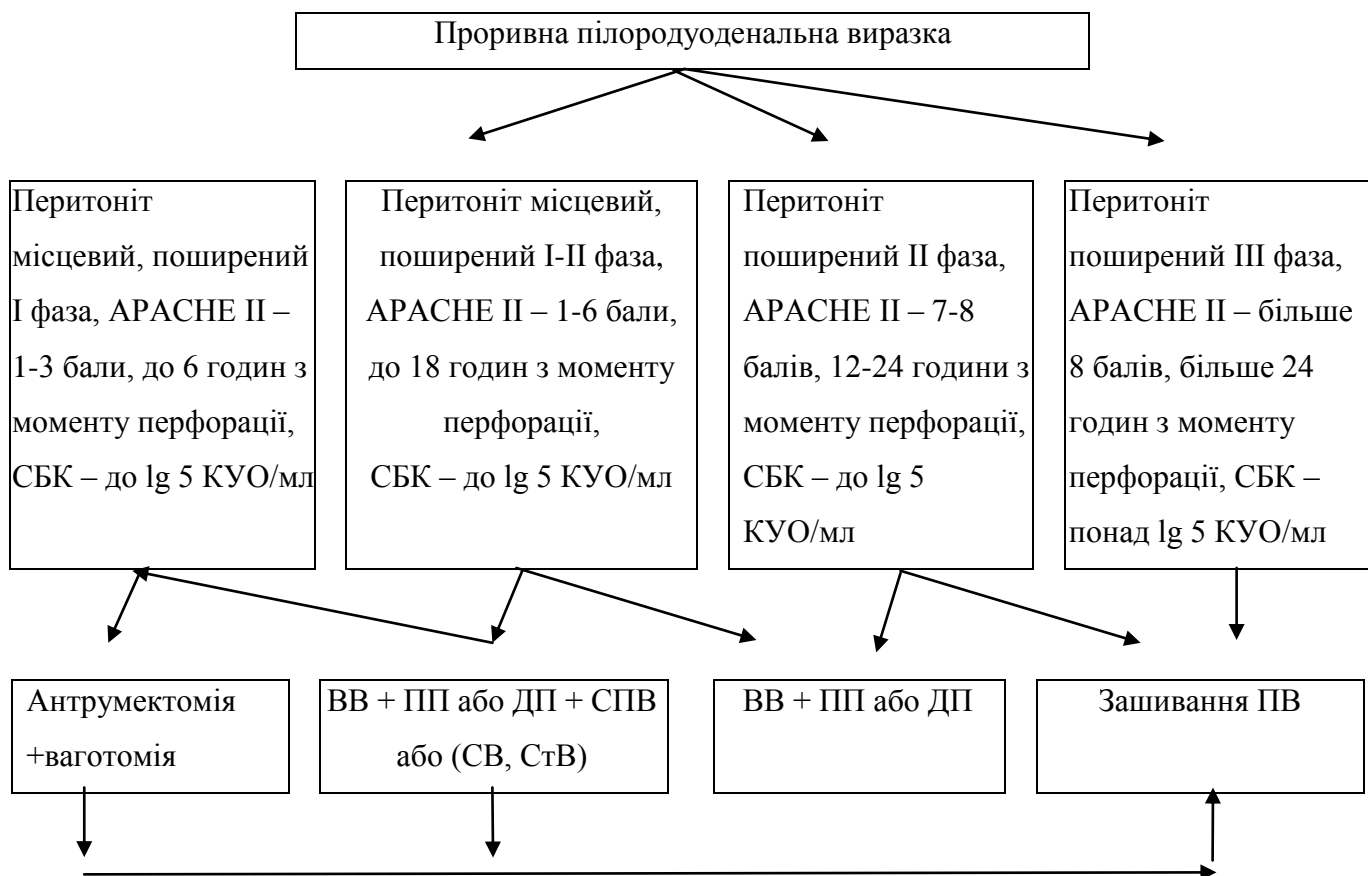 Проривна пілородуоденальна виразка
Перитоніт
місцевий, поширений
I фаза, APACHE II –
1-3 бали, до 6 годин з
моменту перфорації,
СБК – до lg 5 КУО/мл
Перитоніт місцевий,
поширений I-II фаза,
APACHE II – 1-6 бали,
до 18 годин з моменту
перфорації,
СБК – до lg 5 КУО/мл
Перитоніт
поширений II фаза,
APACHE II – 7-8
балів, 12-24 години з
моменту перфорації,
СБК – до lg 5
КУО/мл
Перитоніт
поширений III фаза,
APACHE II – більше
8 балів, більше 24
годин з моменту
перфорації, СБК –
понад lg 5 КУО/мл
Антрумектомія
+ваготомія
ВВ + ПП або ДП + СПВ
або (СВ, СтВ)
ВВ + ПП або ДП
Зашивання ПВ